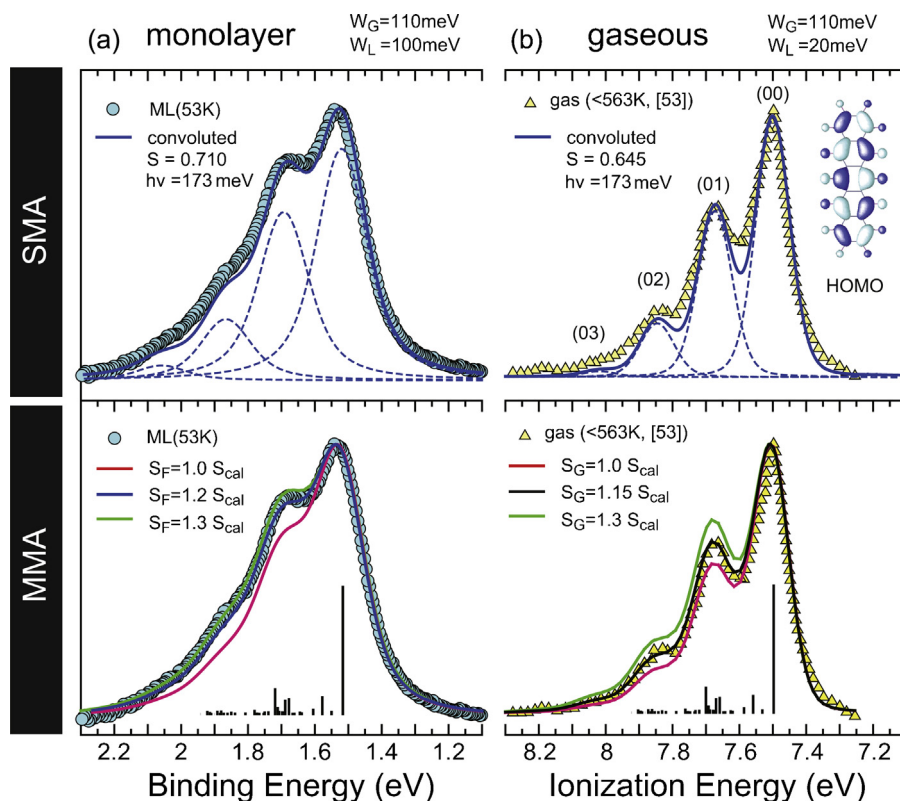 (a) monolayer
W_G=110meV
W_L=100meV
(b) gaseous
W_G=110meV
W_L=20meV
SMA
ML(53K)
convoluted
S = 0.710
hν =173 meV
gas (<563K, [53])
convoluted
S = 0.645
hν =173 meV
(00)
(01)
(02)
(03)
HOMO
MMA
ML(53K)
S_F=1.0 S_cal
S_F=1.2 S_cal
S_F=1.3 S_cal
gas (<563K, [53])
S_G=1.0 S_cal
S_G=1.15 S_cal
S_G=1.3 S_cal
2.2 2 1.8 1.6 1.4 1.2
8.2 8 7.8 7.6 7.4 7.2
Binding Energy (eV)
Ionization Energy (eV)